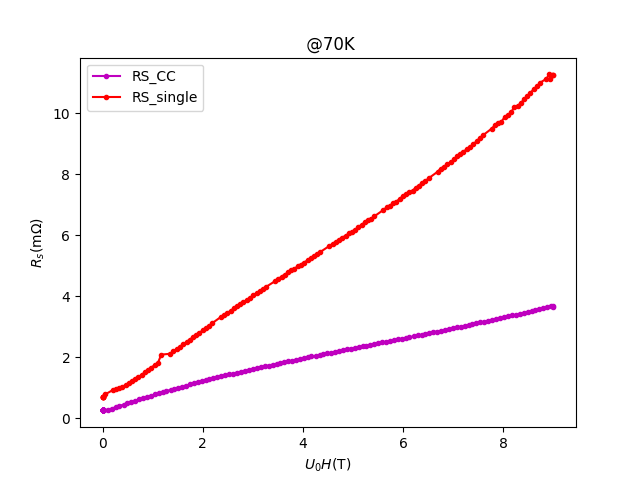 @70K
RS_CC
RS_single
10
8
6
4
2
0
Rₛ(mΩ)
0 2 4 6 8
U₀H(T)